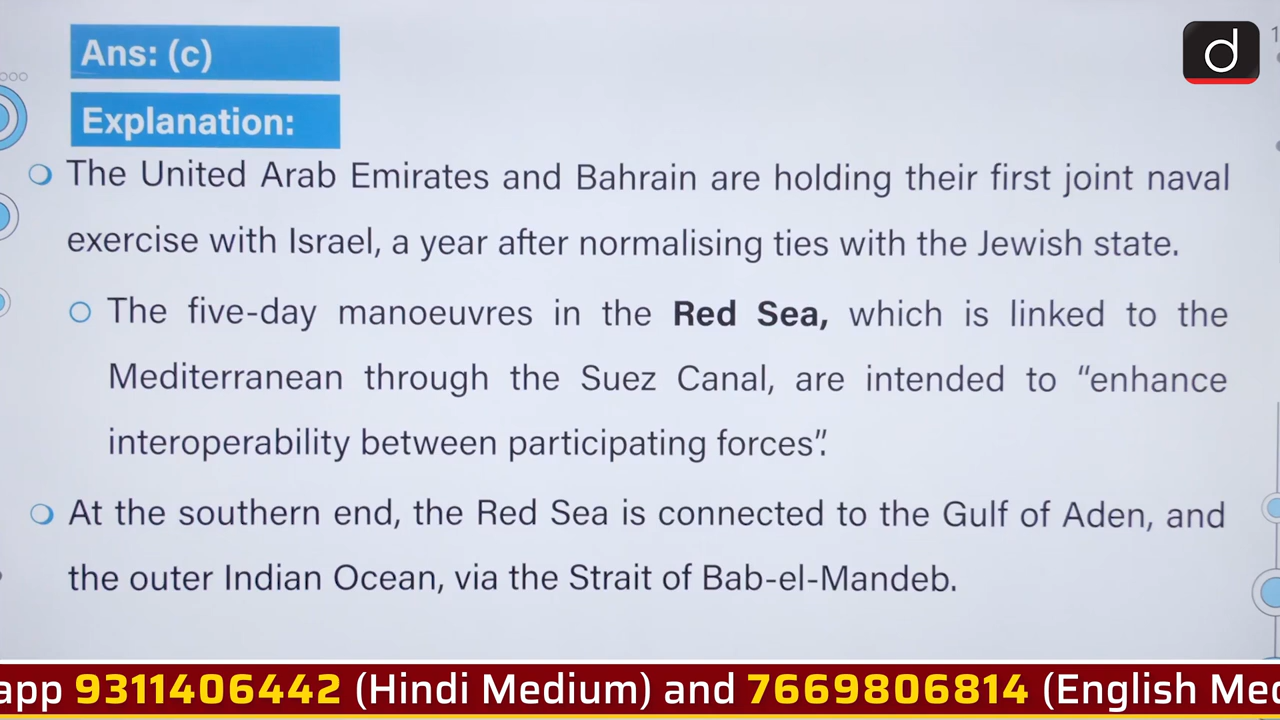 Ans: (c)
Explanation:
The United Arab Emirates and Bahrain are holding their first joint naval
exercise with Israel, a year after normalising ties with the Jewish state.
The five-day manoeuvres in the Red Sea, which is linked to the
Mediterranean through the Suez Canal, are intended to “enhance
interoperability between participating forces”.
At the southern end, the Red Sea is connected to the Gulf of Aden, and
the outer Indian Ocean, via the Strait of Bab-el-Mandeb.
app 9311406442 (Hindi Medium) and 7669806814 (English Med
d